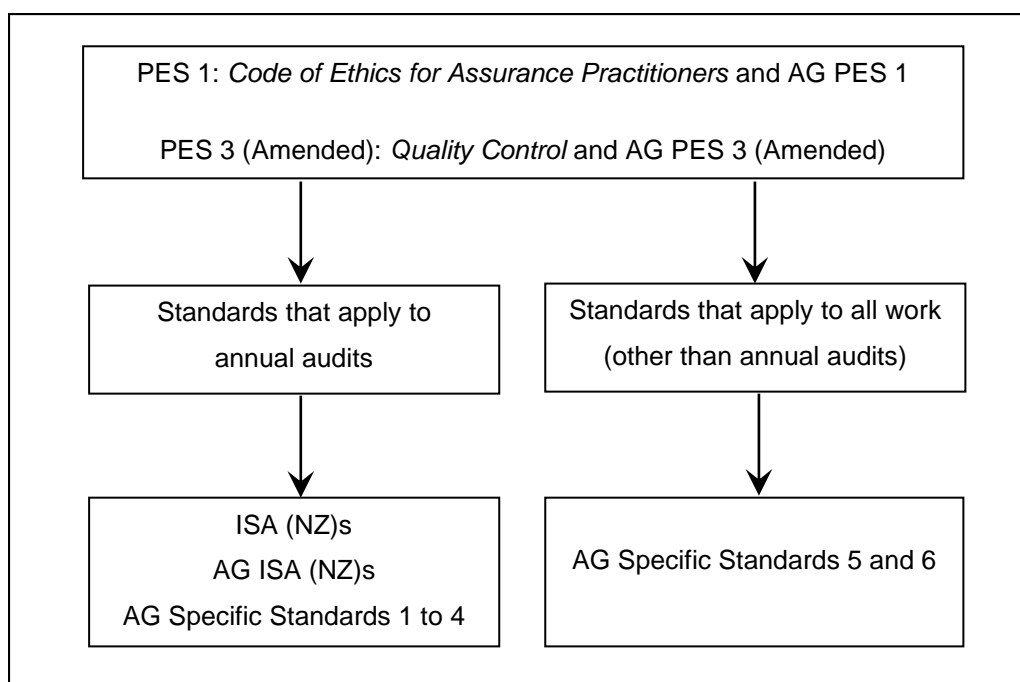 PES 1: Code of Ethics for Assurance Practitioners and AG PES 1
PES 3 (Amended): Quality Control and AG PES 3 (Amended)
Standards that apply to
annual audits
Standards that apply to all work
(other than annual audits)
ISA (NZ)s
AG ISA (NZ)s
AG Specific Standards 1 to 4
AG Specific Standards 5 and 6